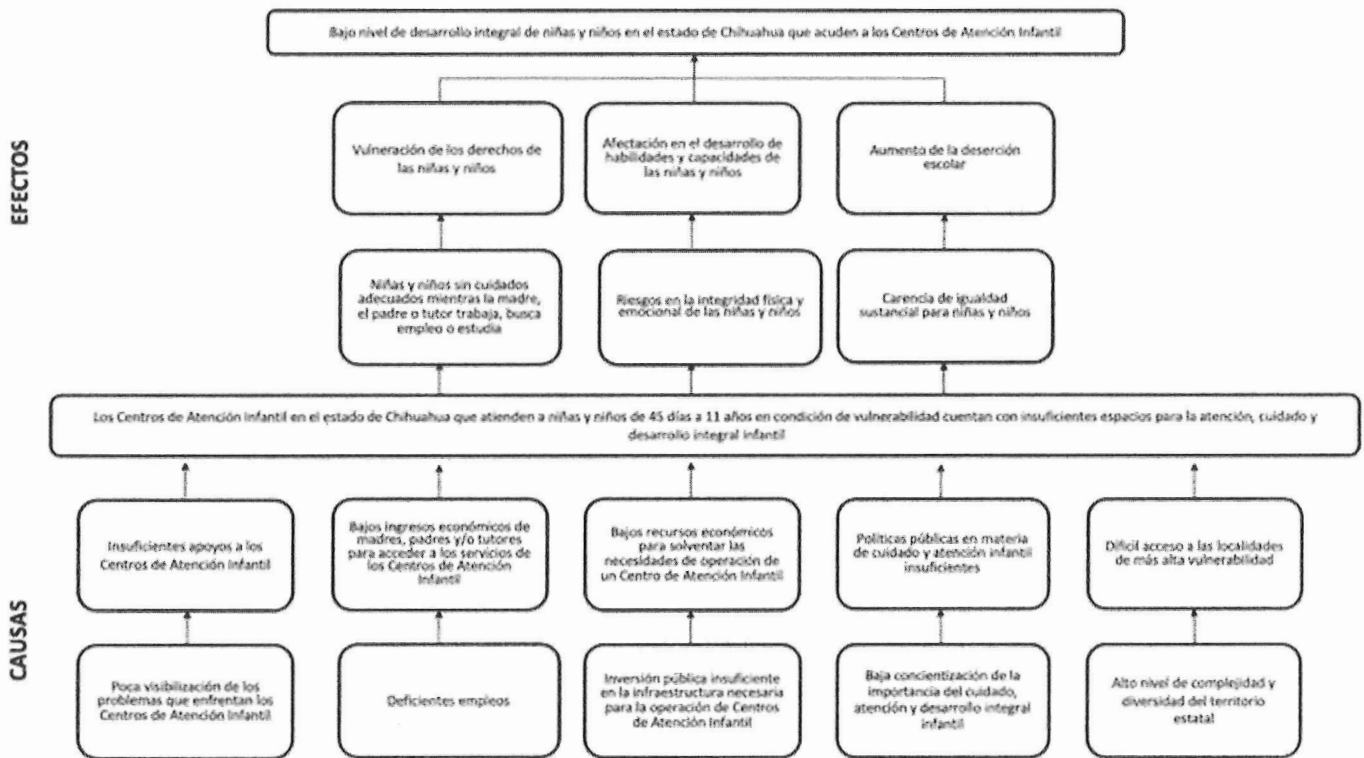 Bajo nivel de desarrollo integral de niñas y niños en el estado de Chihuahua que acuden a los Centros de Atención Infantil
EFECTOS
Vulneración de los derechos de
las niñas y niños
Afectación en el desarrollo de
habilidades y capacidades de
las niñas y niños
Aumento de la deserción
escolar
Niñas y niños sin cuidados
adecuados mientras la madre,
el padre o tutor trabaja, busca
empleo o estudia
Riesgos en la integridad física y
emocional de las niñas y niños
Carencia de igualdad
sustancial para niñas y niños
Los Centros de Atención Infantil en el estado de Chihuahua que atienden a niñas y niños de 45 días a 11 años en condición de vulnerabilidad cuentan con insuficientes espacios para la atención, cuidado y
desarrollo integral infantil
CAUSAS
Insuficientes apoyos a los
Centros de Atención Infantil
Bajos ingresos económicos de
madres, padres y/o tutores
para acceder a los servicios de
los Centros de Atención
Infantil
Bajos recursos económicos
para solventar las
necesidades de operación de
un Centro de Atención Infantil
Políticas públicas en materia
de cuidado y atención infantil
insuficientes
Difícil acceso a las localidades
de más alta vulnerabilidad
Poca visibilización de los
problemas que enfrentan los
Centros de Atención Infantil
Deficientes empleos
Inversión pública insuficiente
en la infraestructura necesaria
para la operación de Centros
de Atención Infantil
Baja concientización de la
importancia del cuidado,
atención y desarrollo integral
infantil
Alto nivel de complejidad y
diversidad del territorio
estatal